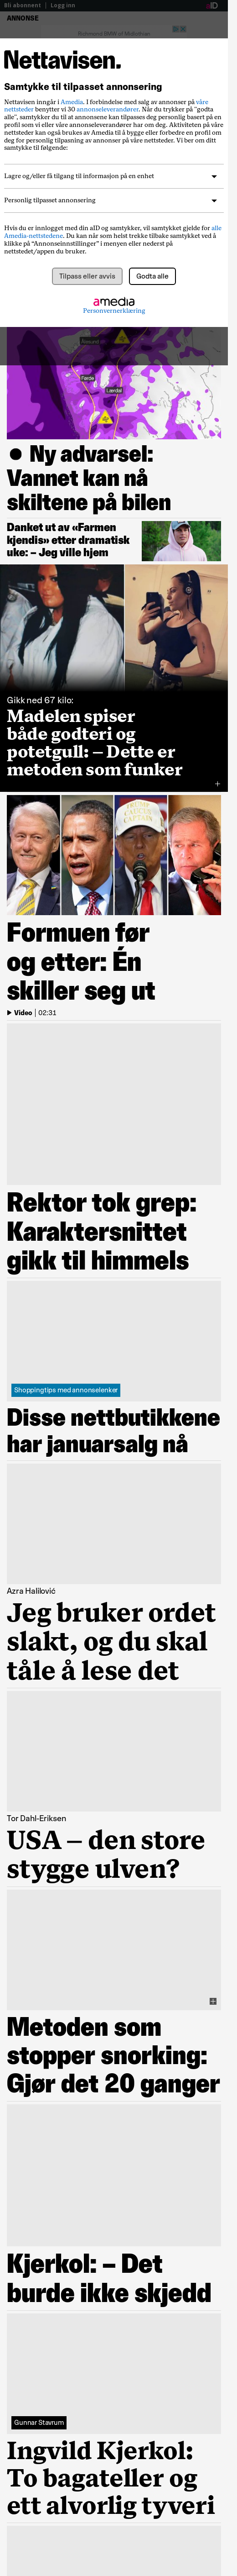 Bli abonnent | Logg inn
ANNONSE
Nettavisen.
Samtykke til tilpasset annonsering
Nettavisen inngår i Amedia. I forbindelse med salg av annonser på våre
nettsteder benytter vi 30 annonseleverandører. Når du trykker på "godta
alle", samtykker du til at annonsene kan tilpasses deg personlig basert på en
profil som vi eller våre annonseleverandører har om deg. Aktiviteten på våre
nettsteder kan også brukes av Amedia til å bygge eller forbedre en profil om
deg for personlig tilpasning av annonser på våre nettsteder. Vi ber om ditt
samtykke til følgende:
Lagre og/eller få tilgang til informasjon på en enhet
Personlig tilpasset annonsering
Hvis du er innlogget med din aID og samtykker, vil samtykket gjelde for alle
Amedia-nettstedene. Du kan når som helst trekke tilbake samtykket ved å
klikke på “Annonseinnstillinger” i menyen eller nederst på
nettstedet/appen du bruker.
Tilpass eller avvis
Godta alle
amedia
Personvernerklæring
Førde
Lærdal
● Ny advarsel:
Vannet kan nå
skiltene på bilen
Danket ut av «Farmen
kjendis» etter dramatisk
uke: – Jeg ville hjem
Gikk ned 67 kilo:
Madelen spiser
både godteri og
potetgull: – Dette er
metoden som funker
TRUMP
CAPTAIN
Formuen før
og etter: Én
skiller seg ut
Video | 02:31
Rektor tok grep:
Karaktersnittet
gikk til himmels
Shoppingtips med annonselenker
Disse nettbutikkene
har januarsalg nå
Azra Halilović
Jeg bruker ordet
slakt, og du skal
tåle å lese det
Tor Dahl-Eriksen
USA – den store
stygge ulven?
Metoden som
stopper snorking:
Gjør det 20 ganger
Kjerkol: – Det
burde ikke skjedd
Gunnar Stavrum
Ingvild Kjerkol:
To bagateller og
ett alvorlig tyveri